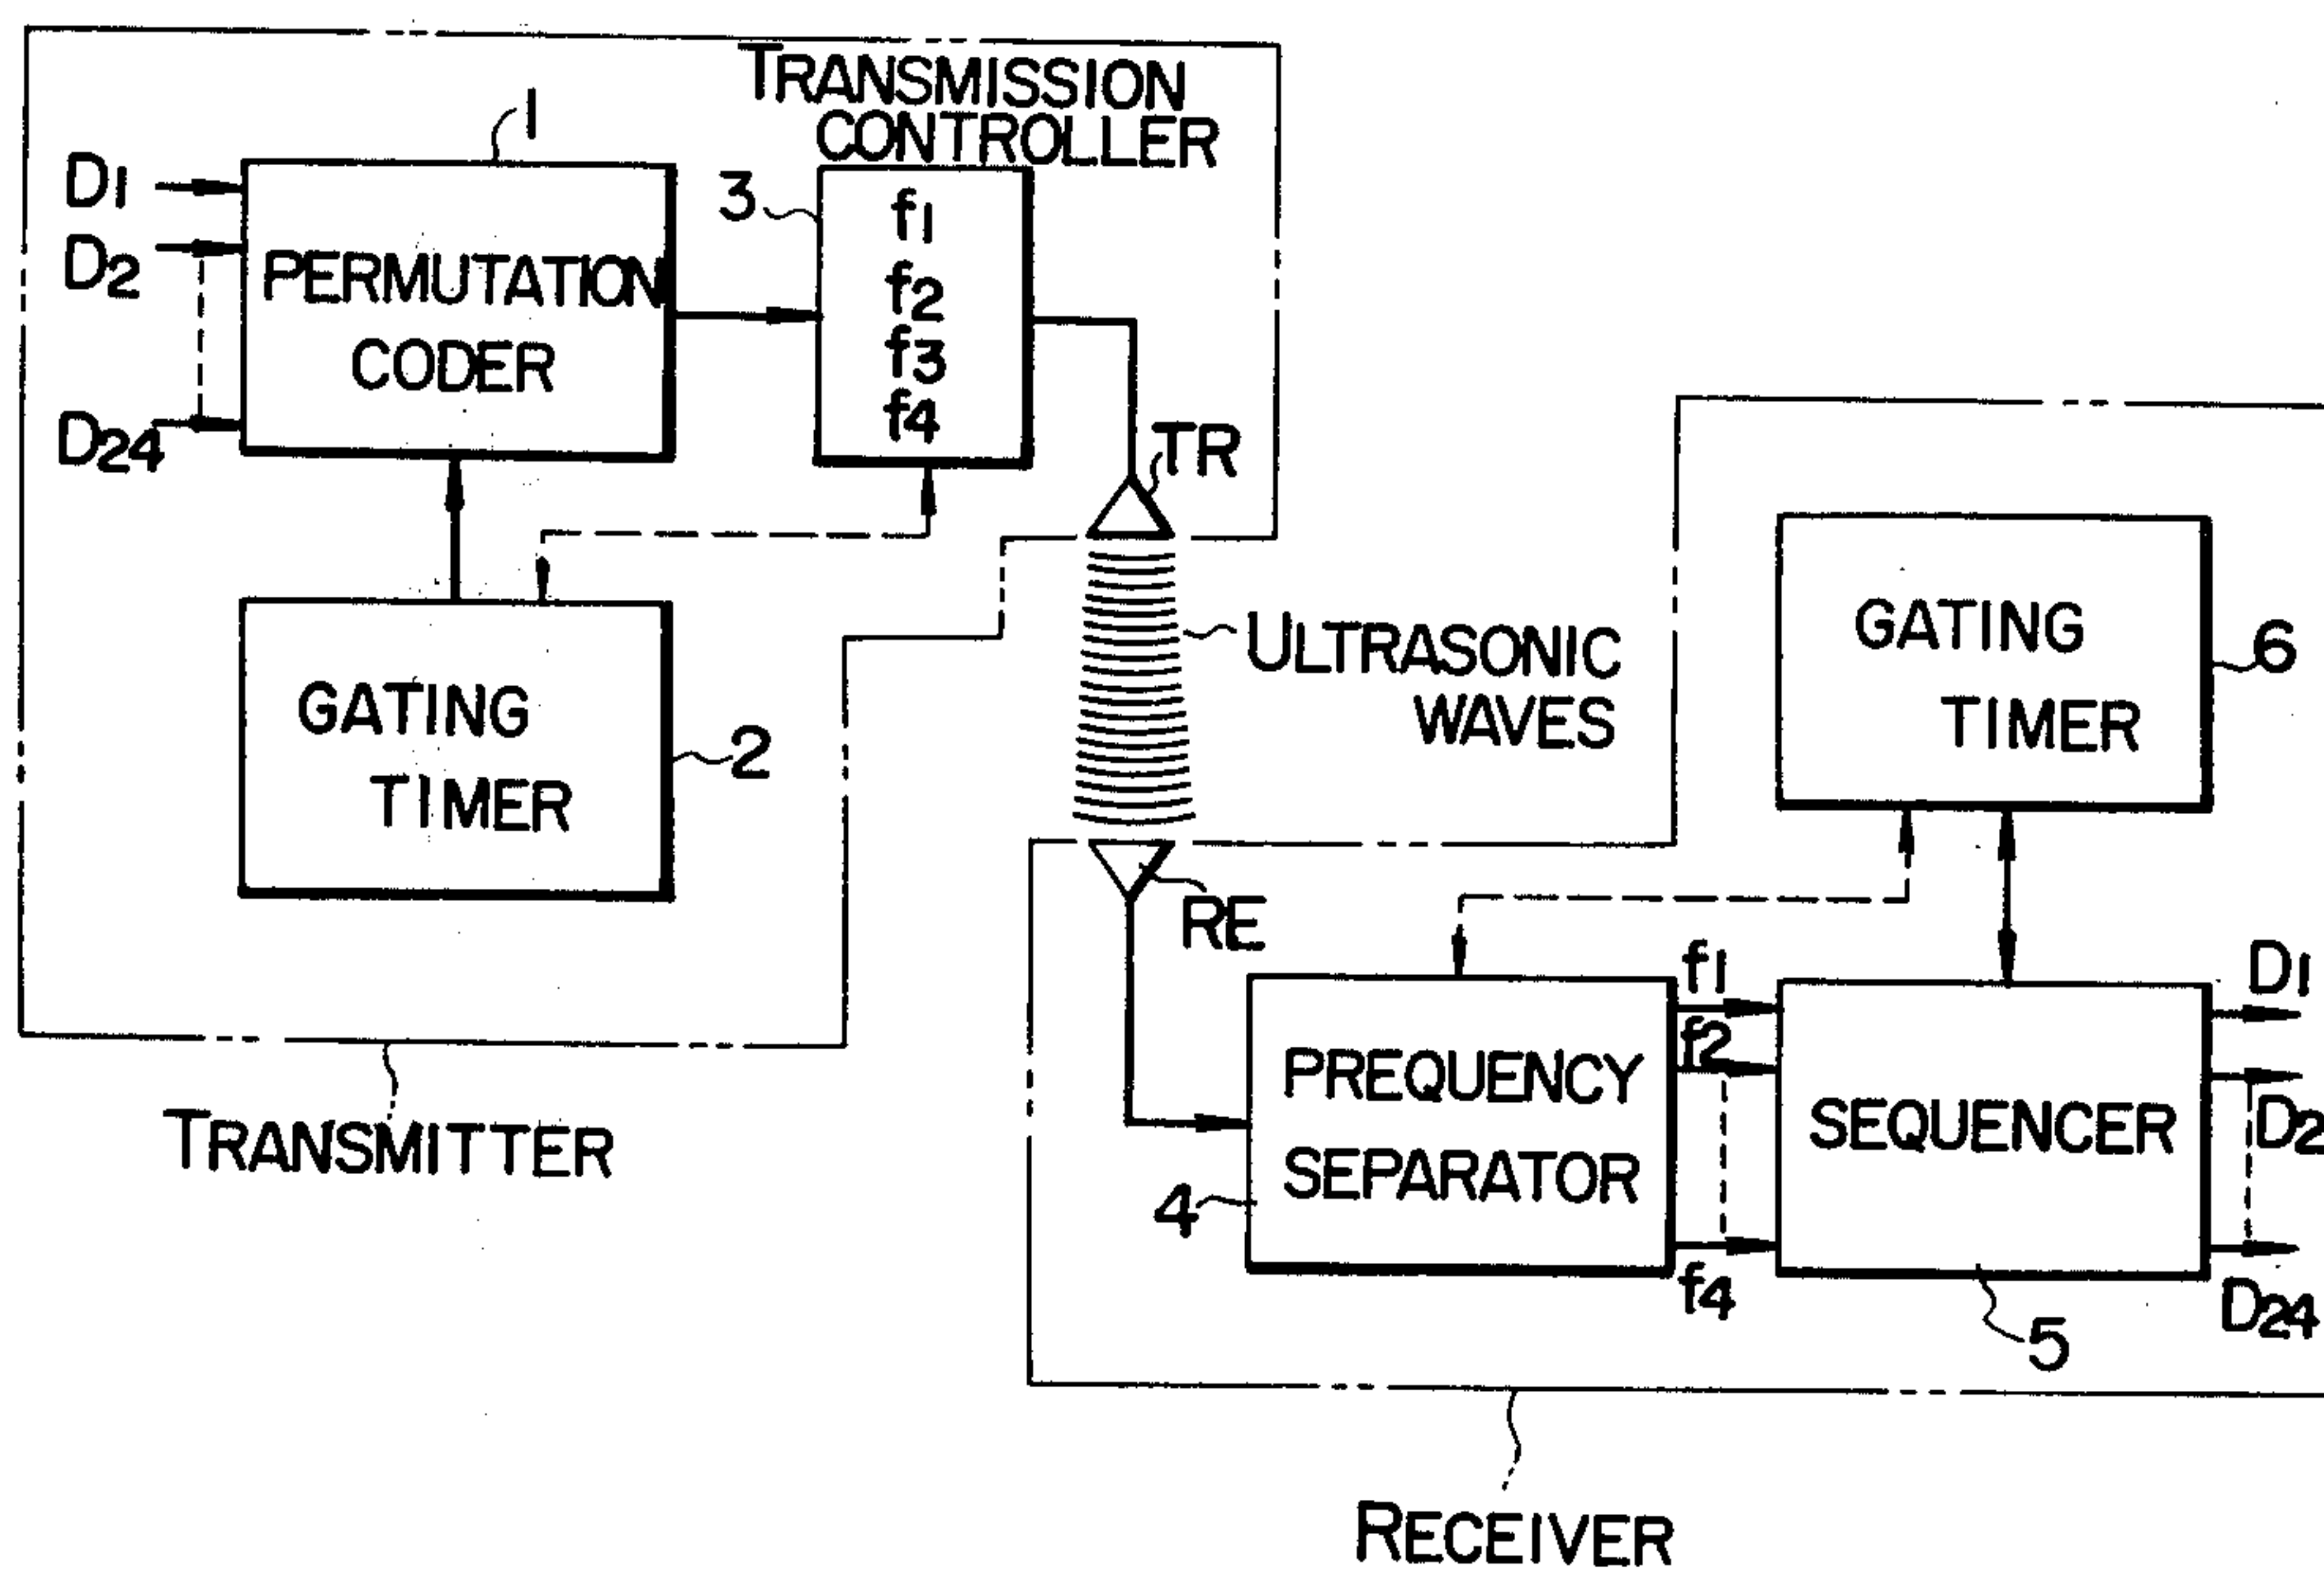 TRANSMISSION
CONTROLLER
1
D1
D2
D24
PERMUTATION
CODER
3
f1
f2
f3
f4
TR
GATING
TIMER
2
ULTRASONIC
WAVES
TRANSMITTER
GATING
TIMER
6
RE
PREQUENCY
SEPARATOR
4
f1
f2
f4
SEQUENCER
5
D1
D2
D24
RECEIVER